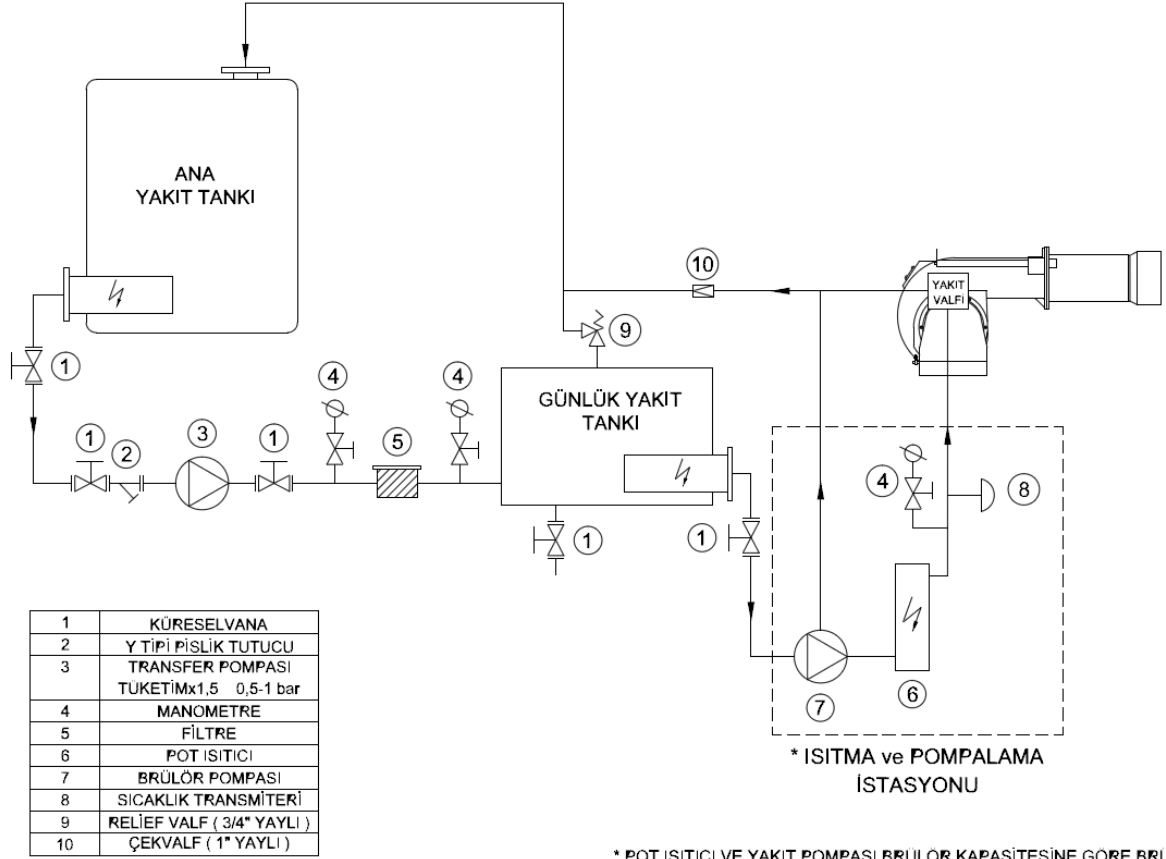 ANA
YAKIT TANKI
10
YAKIT
VALFİ
9
1
4
4
GÜNLÜK YAKIT
TANKI
1
2
3
1
5
4
8
1
1
7
6
* ISITMA ve POMPALAMA
İSTASYONU
1 KÜRESELVANA
2 Y TİPİ PİSLİK TUTUCU
3 TRANSFER POMPASI
TÜKETİMx1,5 0,5-1 bar
4 MANOMETRE
5 FİLTRE
6 POT ISITICI
7 BRÜLÖR POMPASI
8 SICAKLIK TRANSMİTERİ
9 RELİEF VALF ( 3/4" YAYLI )
10 ÇEKVALF ( 1" YAYLI )
* POT ISITICI VE YAKIT POMPASI BRÜLÖR KAPASİTESİNE GÖRE